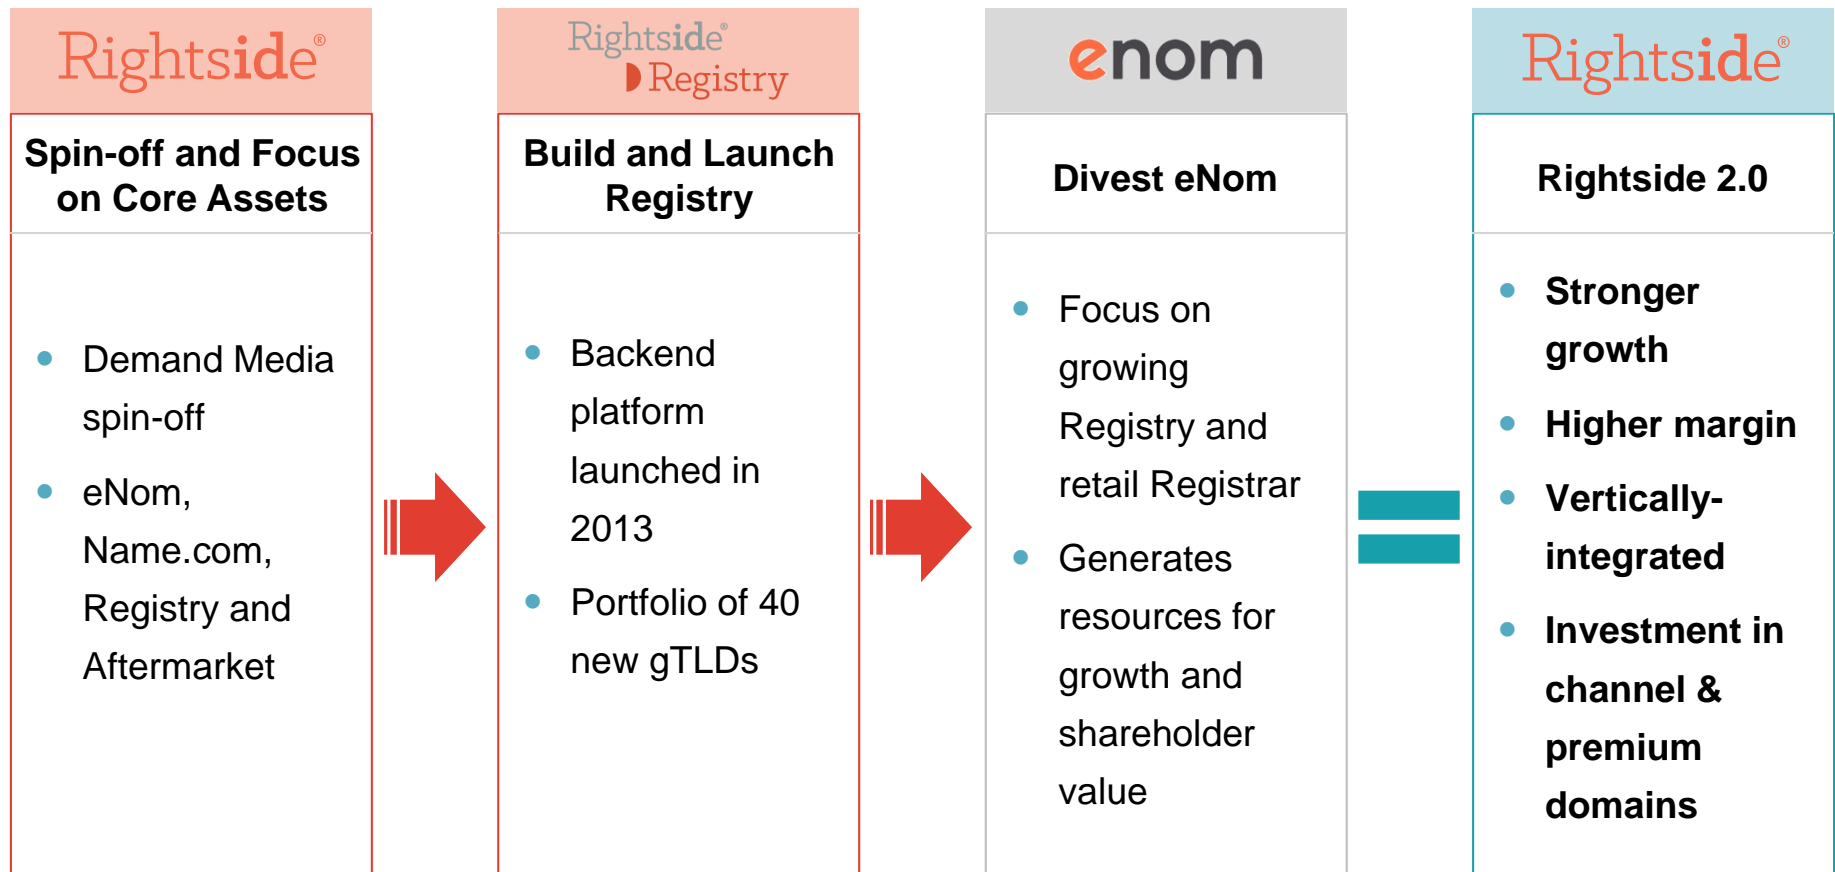 Rightside®
Spin-off and Focus
on Core Assets
• Demand Media
spin-off
• eNom,
Name.com,
Registry and
Aftermarket
Rightside®
Registry
Build and Launch
Registry
• Backend
platform
launched in
2013
• Portfolio of 40
new gTLDs
enom
Divest eNom
• Focus on
growing
Registry and
retail Registrar
• Generates
resources for
growth and
shareholder
value
Rightside®
Rightside 2.0
• Stronger
growth
• Higher margin
• Vertically-
integrated
• Investment in
channel &
premium
domains